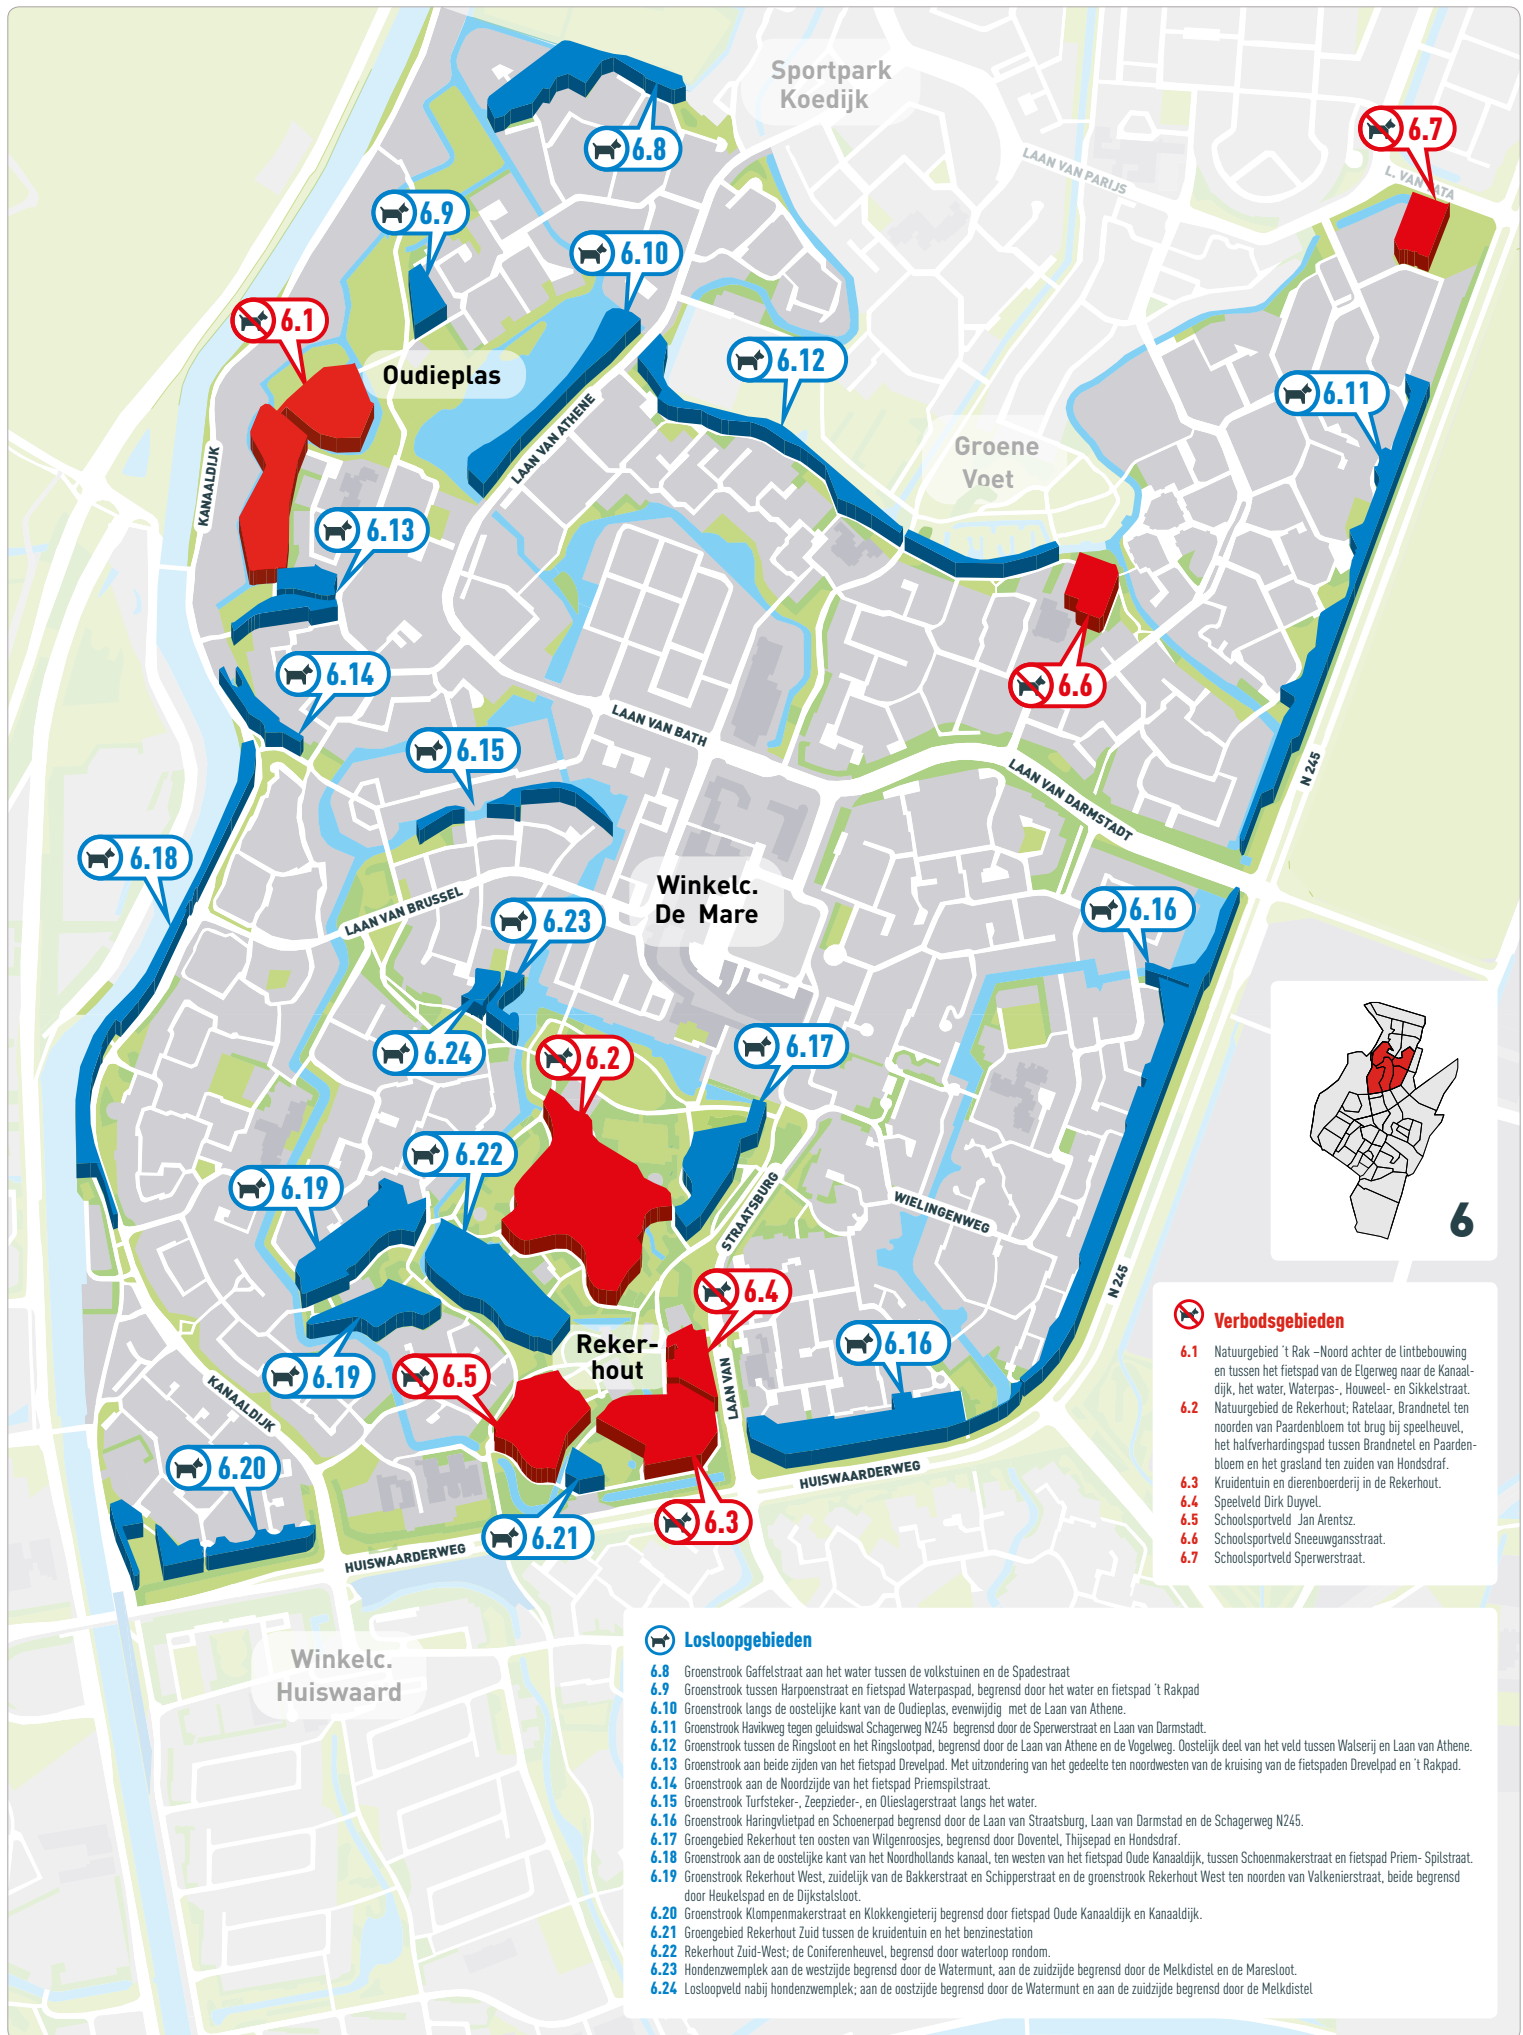 Sportpark
Koedijk
6.7
LAAN VAN PARIJS
L. VAN
ATA
6.8
6.9
6.10
6.1
Oudieplas
6.12
6.11
LAAN VAN ATHENE
Groene
Voet
KANAALDIJK
6.13
6.14
6.6
LAAN VAN BATH
6.15
LAAN VAN DARMSTADT
N 245
6.18
Winkelc.
De Mare
LAAN VAN BRUSSEL
6.23
6.16
6.24
6.2
6.17
6.22
6.19
STRAATSBURG
WIELINGENWEG
6
N 245
6.4
Reker-
hout
6.16
6.19
6.5
LAAN VAN
KANAALDIJK
6.20
HUISWAARDERWEG
6.3
6.21
HUISWAARDERWEG
Winkelc.
Huiswaard
Verbodsgebieden
6.1 Natuurgebied ´t Rak –Noord achter de lintbebouwing
en tussen het fietspad van de Elgerweg naar de Kanaal-
dijk, het water, Waterpas-, Houweel- en Sikkelstraat.
6.2 Natuurgebied de Rekerhout; Ratelaar, Brandnetel ten
noorden van Paardenbloem tot brug bij speelheuvel,
het halfverhardingspad tussen Brandnetel en Paarden-
bloem en het grasland ten zuiden van Hondsdraf.
6.3 Kruidentuin en dierenboerderij in de Rekerhout.
6.4 Speelveld Dirk Duyvel.
6.5 Schoolsportveld Jan Arentsz.
6.6 Schoolsportveld Sneeuwgansstraat.
6.7 Schoolsportveld Sperwerstraat.
Losloopgebieden
6.8 Groenstrook Gaffelstraat aan het water tussen de volkstuinen en de Spadestraat
6.9 Groenstrook tussen Harpoenstraat en fietspad Waterpaspad, begrensd door het water en fietspad ´t Rakpad
6.10 Groenstrook langs de oostelijke kant van de Oudieplas, evenwijdig met de Laan van Athene.
6.11 Groenstrook Havikweg tegen geluidswal Schagerweg N245 begrensd door de Sperwerstraat en Laan van Darmstadt.
6.12 Groenstrook tussen de Ringsloot en het Ringslootpad, begrensd door de Laan van Athene en de Vogelweg. Oostelijk deel van het veld tussen Walserij en Laan van Athene.
6.13 Groenstrook aan beide zijden van het fietspad Drevelpad. Met uitzondering van het gedeelte ten noordwesten van de kruising van de fietspaden Drevelpad en ´t Rakpad.
6.14 Groenstrook aan de Noordzijde van het fietspad Priemspilstraat.
6.15 Groenstrook Turfsteker-, Zeepzieder-, en Olieslagerstraat langs het water.
6.16 Groenstrook Haringvlietpad en Schoenerpad begrensd door de Laan van Straatsburg, Laan van Darmstad en de Schagerweg N245.
6.17 Groengebied Rekerhout ten oosten van Wilgenroosjes, begrensd door Doventel, Thijsepad en Hondsdraf.
6.18 Groenstrook aan de oostelijke kant van het Noordhollands kanaal, ten westen van het fietspad Oude Kanaaldijk, tussen Schoenmakerstraat en fietspad Priem- Spilstraat.
6.19 Groenstrook Rekerhout West, zuidelijk van de Bakkerstraat en Schipperstraat en de groenstrook Rekerhout West ten noorden van Valkenierstraat, beide begrensd
door Heukelspad en de Dijkstalsloot.
6.20 Groenstrook Klompenmakerstraat en Klokkengieterij begrensd door fietspad Oude Kanaaldijk en Kanaaldijk.
6.21 Groengebied Rekerhout Zuid tussen de kruidentuin en het benzinestation
6.22 Rekerhout Zuid-West; de Coniferenheuvel, begrensd door waterloop rondom.
6.23 Hondenzwemplek aan de westzijde begrensd door de Watermunt, aan de zuidzijde begrensd door de Melkdistel en de Maresloot.
6.24 Losloopveld nabij hondenzwemplek; aan de oostzijde begrensd door de Watermunt en aan de zuidzijde begrensd door de Melkdistel